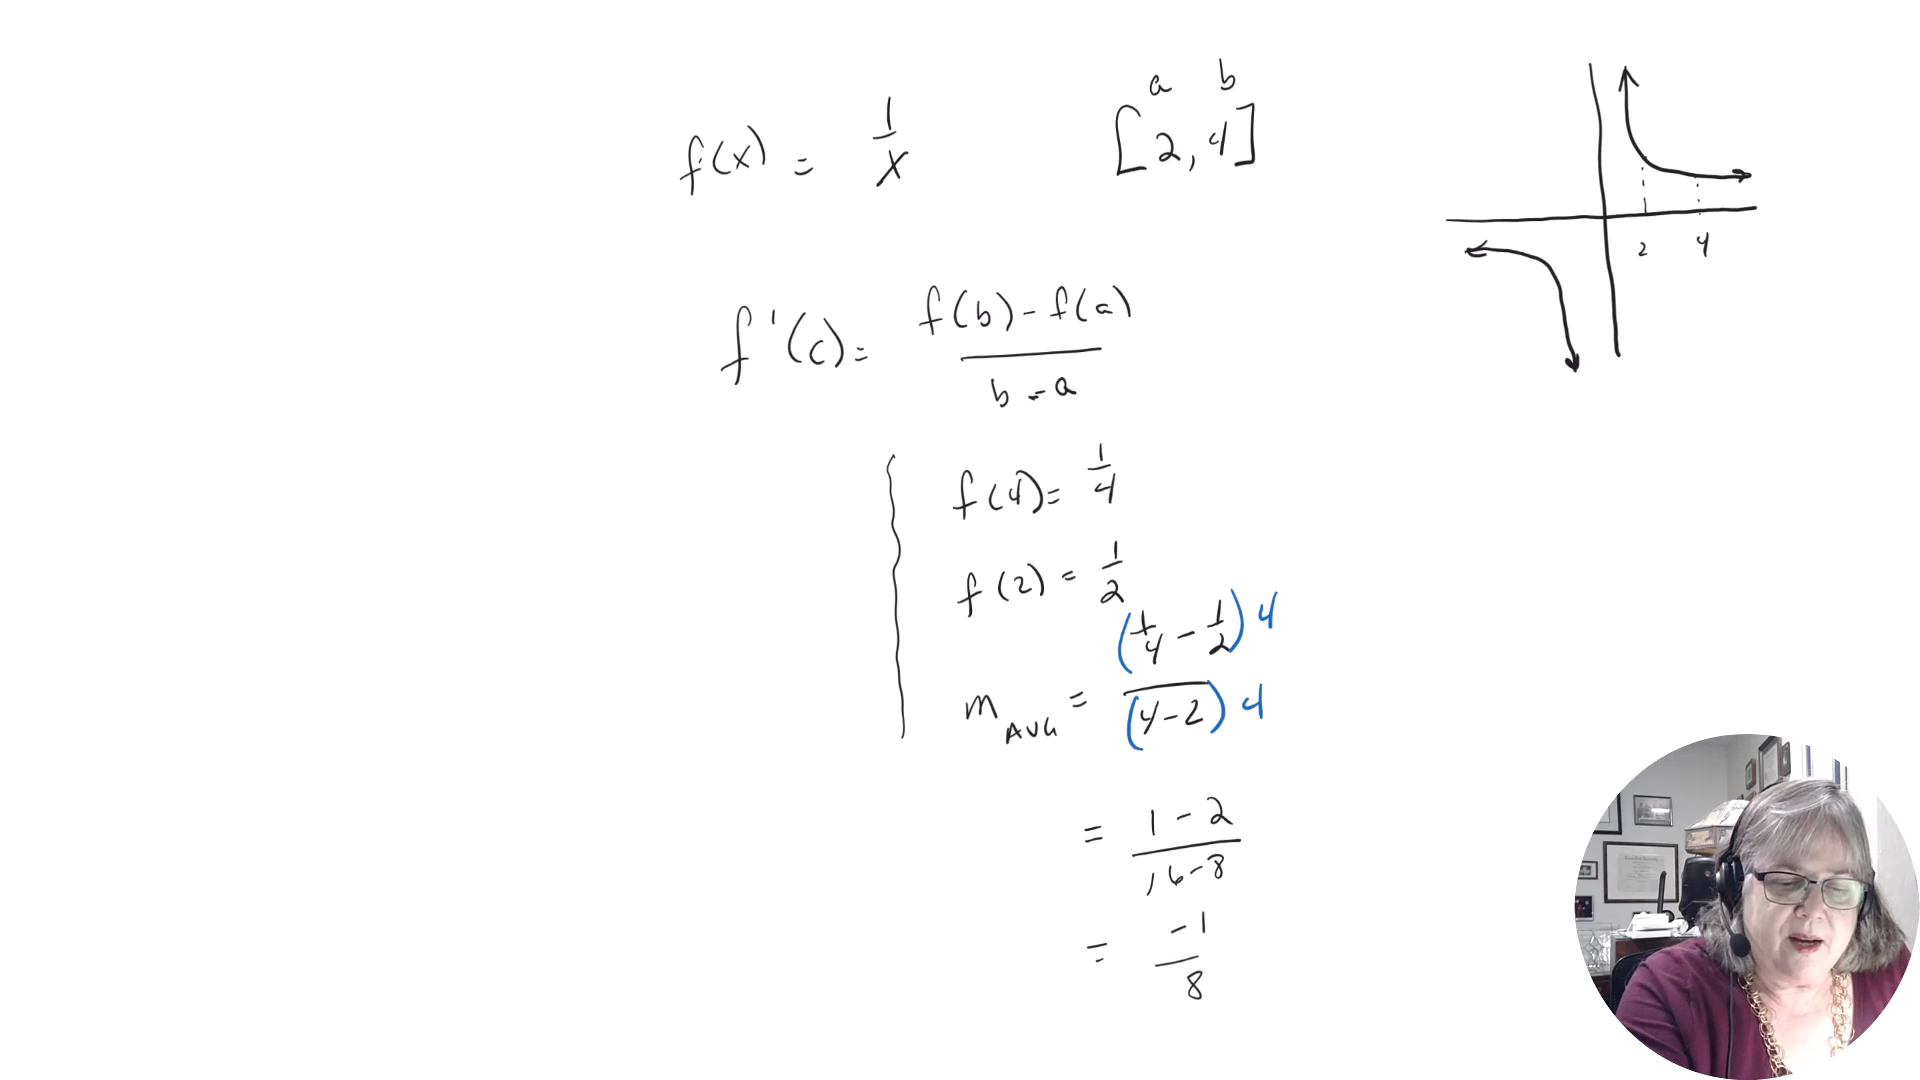 a b
f(x) = 1/x [2, 4]
2 4
f'(c) = (f(b) - f(a))/(b - a)
f(4) = 1/4
f(2) = 1/2
m AVG = (1/4 - 1/2) 4 / (4 - 2) 4
= (1 - 2)/(16 - 8)
= -1/8